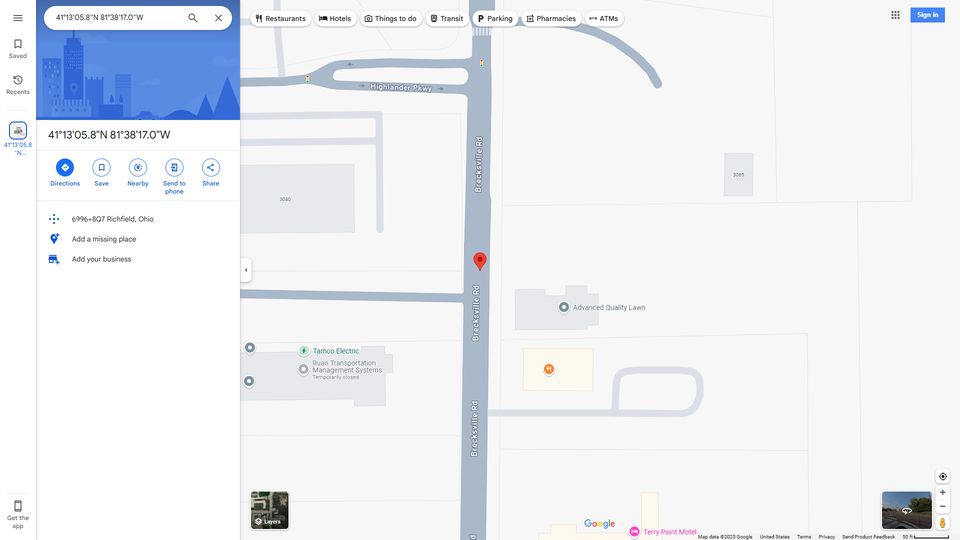 41°13'05.8"N 81°38'17.0"W
Restaurants
Hotels
Things to do
Transit
Parking
Pharmacies
ATMs
Sign in
Saved
Recents
41°13'05.8
"N...
41°13'05.8"N 81°38'17.0"W
Directions
Save
Nearby
Send to
phone
Share
6996+8Q7 Richfield, Ohio
Add a missing place
Add your business
Get the
app
Highlander Pkwy
Brecksville Rd
3040
3065
Brecksville Rd
Advanced Quality Lawn
Tamco Electric
Ruan Transportation
Management Systems
Temporarily closed
Brecksville Rd
Layers
Google
Terry Point Motel
Map data ©2025 Google
United States
Terms
Privacy
Send Product Feedback
50 ft